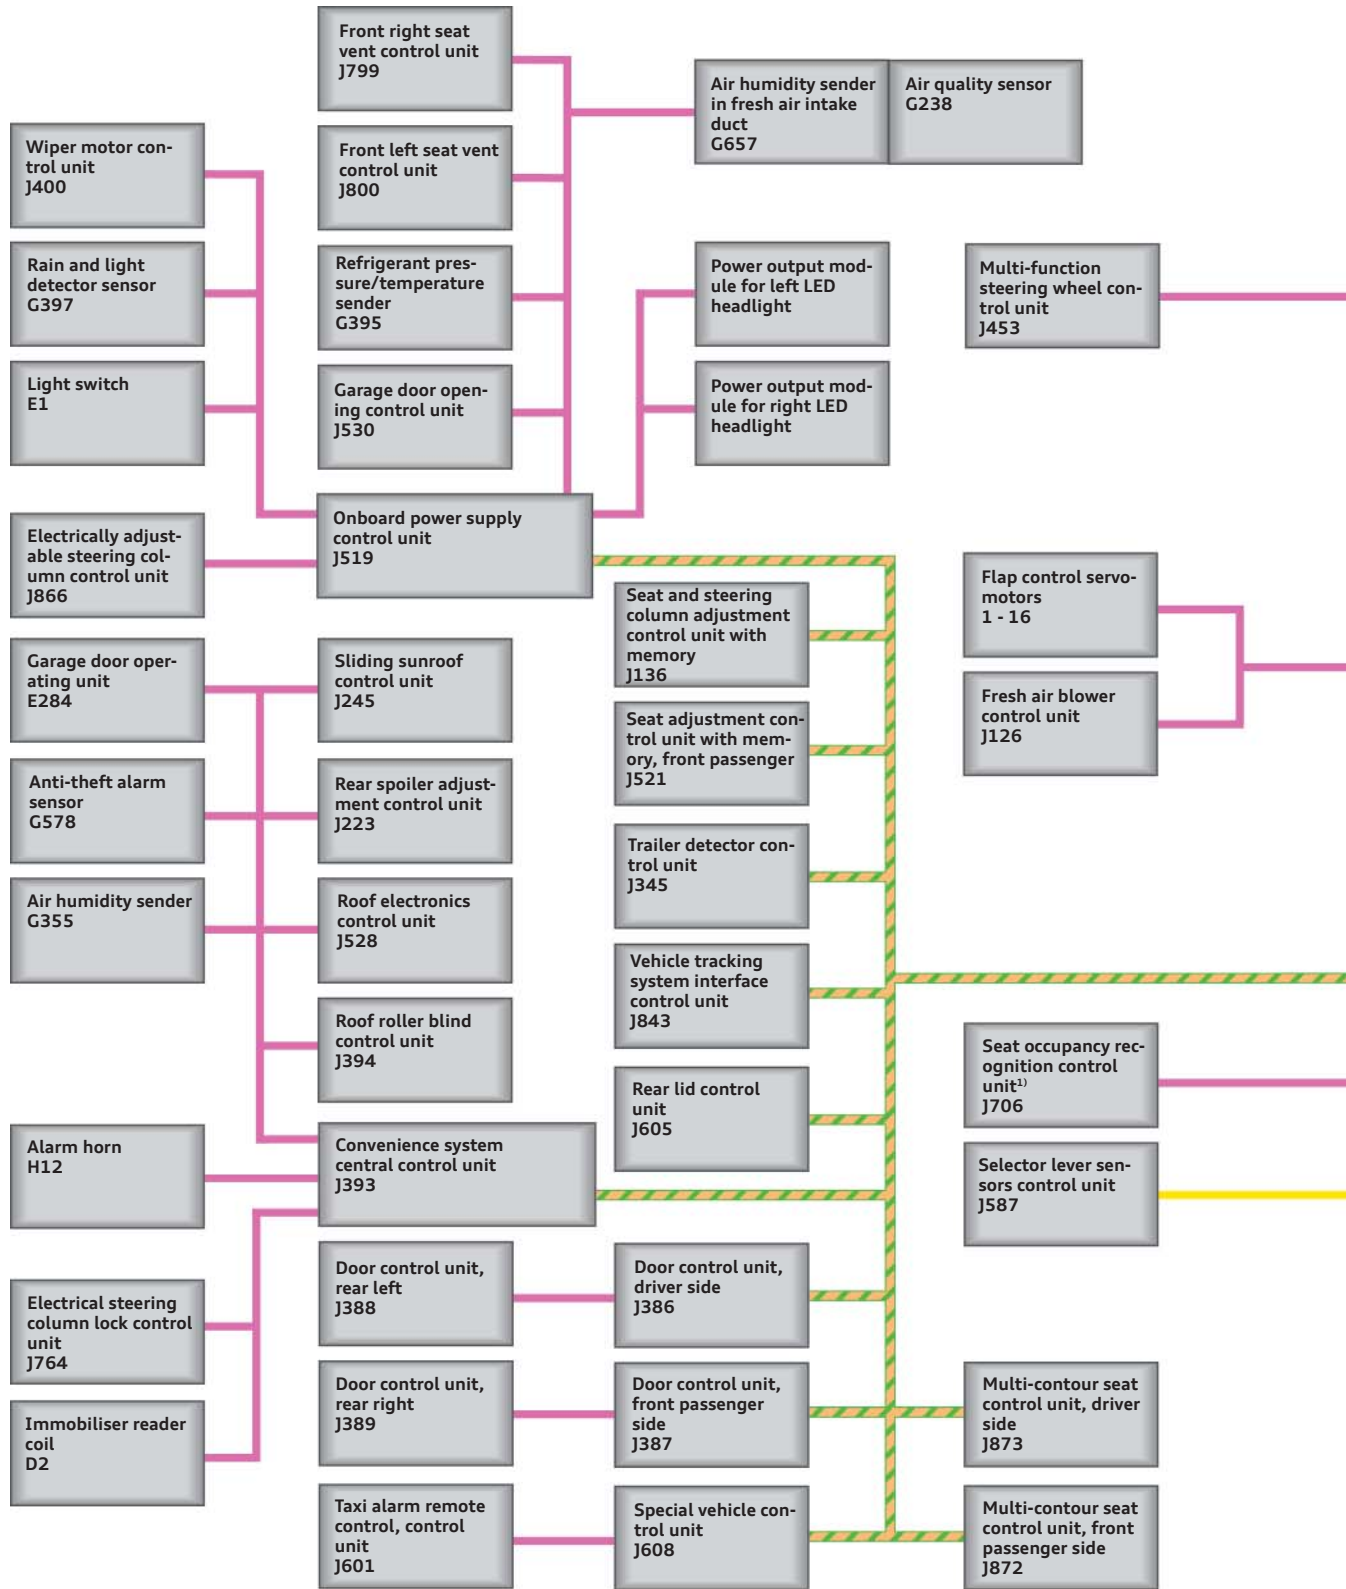 Front right seat
vent control unit
J799
Air humidity sender
in fresh air intake
duct
G657
Air quality sensor
G238
Wiper motor con-
trol unit
J400
Front left seat vent
control unit
J800
Rain and light
detector sensor
G397
Refrigerant pres-
sure/temperature
sender
G395
Power output mod-
ule for left LED
headlight
Multi-function
steering wheel con-
trol unit
J453
Light switch
E1
Garage door open-
ing control unit
J530
Power output mod-
ule for right LED
headlight
Electrically adjust-
able steering col-
umn control unit
J866
Onboard power supply
control unit
J519
Seat and steering
column adjustment
control unit with
memory
J136
Flap control servo-
motors
1 - 16
Garage door oper-
ating unit
E284
Sliding sunroof
control unit
J245
Seat adjustment con-
trol unit with mem-
ory, front passenger
J521
Fresh air blower
control unit
J126
Anti-theft alarm
sensor
G578
Rear spoiler adjust-
ment control unit
J223
Trailer detector con-
trol unit
J345
Air humidity sender
G355
Roof electronics
control unit
J528
Vehicle tracking
system interface
control unit
J843
Roof roller blind
control unit
J394
Rear lid control
unit
J605
Seat occupancy rec-
ognition control
unit1)
J706
Alarm horn
H12
Convenience system
central control unit
J393
Selector lever sen-
sors control unit
J587
Electrical steering
column lock control
unit
J764
Door control unit,
rear left
J388
Door control unit,
driver side
J386
Immobiliser reader
coil
D2
Door control unit,
rear right
J389
Door control unit,
front passenger
side
J387
Multi-contour seat
control unit, driver
side
J873
Taxi alarm remote
control, control
unit
J601
Special vehicle con-
trol unit
J608
Multi-contour seat
control unit, front
passenger side
J872